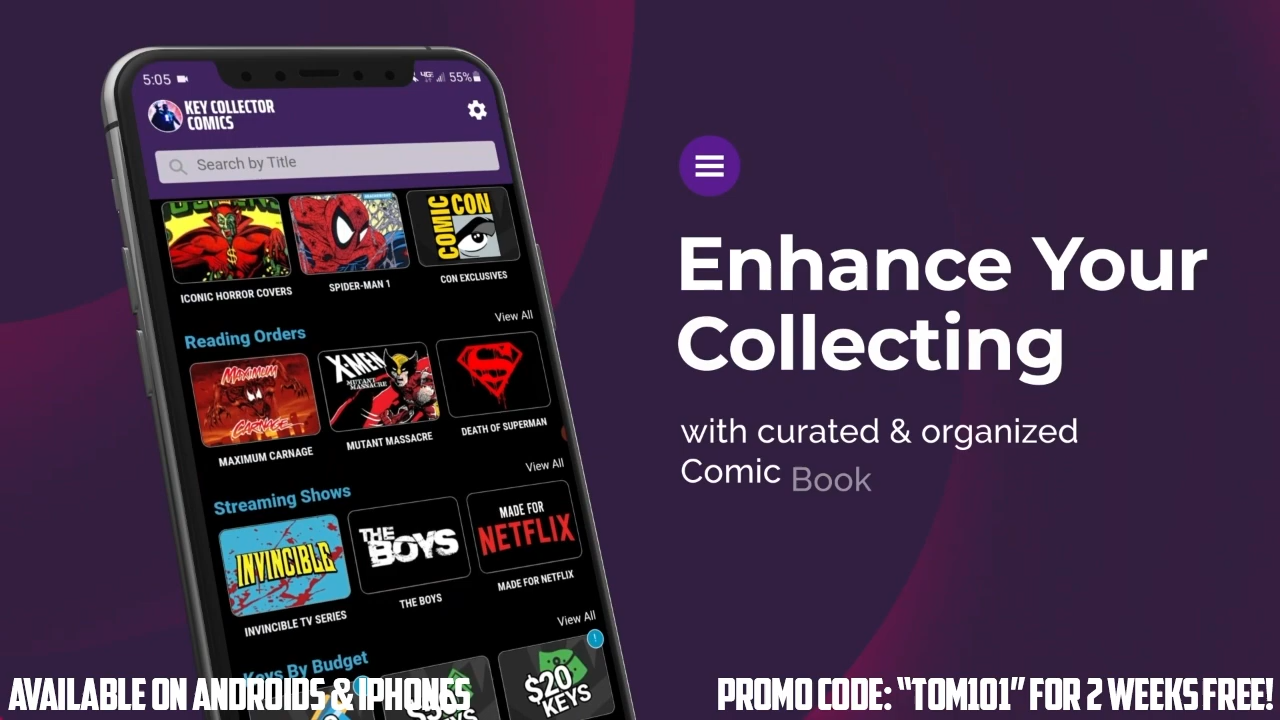 5:05
55%
KEY COLLECTOR
COMICS
Search by Title
COMIC
CON
ICONIC HORROR COVERS
SPIDER-MAN 1
CON EXCLUSIVES
View All
Reading Orders
MAXIMUM
CARNAGE
X-MEN
MUTANT
MASSACRE
MAXIMUM CARNAGE
MUTANT MASSACRE
DEATH OF SUPERMAN
View All
Streaming Shows
INVINCIBLE
THE
BOYS
MADE FOR
NETFLIX
INVINCIBLE TV SERIES
THE BOYS
MADE FOR NETFLIX
View All
Keys By Budget
$20
KEYS
Enhance Your
Collecting
with curated & organized
Comic Book
AVAILABLE ON ANDROIDS & IPHONES
PROMO CODE: “TOM101” FOR 2 WEEKS FREE!